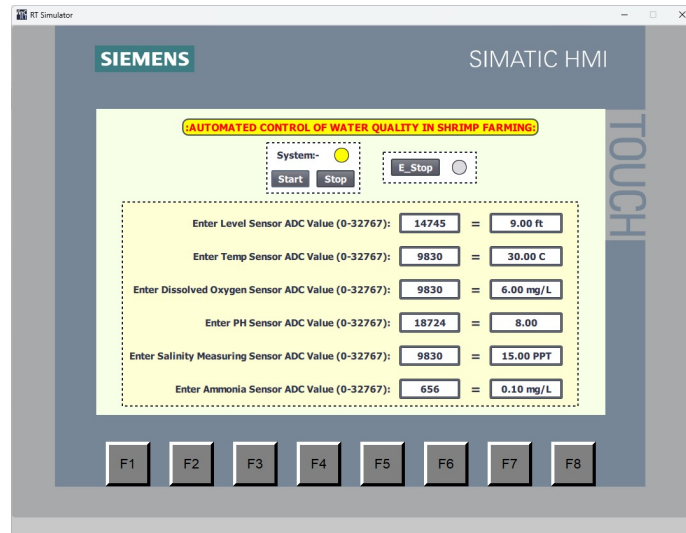 RT Simulator
SIEMENS SIMATIC HMI
TOUCH
:AUTOMATED CONTROL OF WATER QUALITY IN SHRIMP FARMING:
System:-
Start Stop
E_Stop
Enter Level Sensor ADC Value (0-32767): 14745 = 9.00 ft
Enter Temp Sensor ADC Value (0-32767): 9830 = 30.00 C
Enter Dissolved Oxygen Sensor ADC Value (0-32767): 9830 = 6.00 mg/L
Enter PH Sensor ADC Value (0-32767): 18724 = 8.00
Enter Salinity Measuring Sensor ADC Value (0-32767): 9830 = 15.00 PPT
Enter Ammonia Sensor ADC Value (0-32767): 656 = 0.10 mg/L
F1 F2 F3 F4 F5 F6 F7 F8